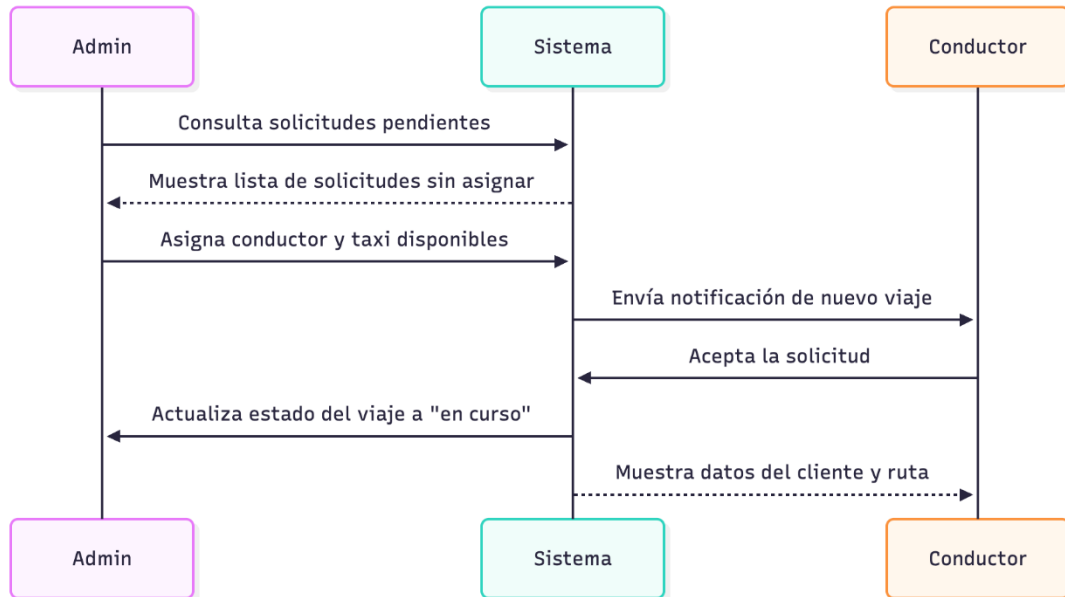 Admin
Sistema
Conductor
Consulta solicitudes pendientes
Muestra lista de solicitudes sin asignar
Asigna conductor y taxi disponibles
Envía notificación de nuevo viaje
Acepta la solicitud
Actualiza estado del viaje a "en curso"
Muestra datos del cliente y ruta
Admin
Sistema
Conductor